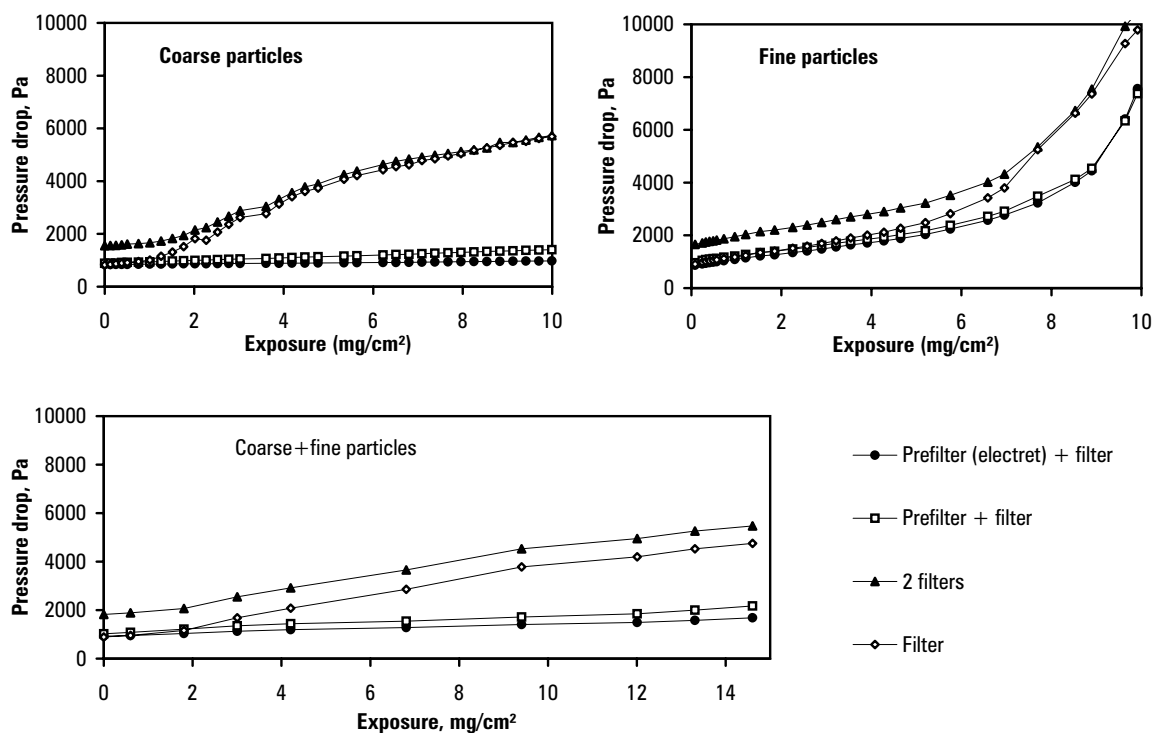 Coarse particles
Pressure drop, Pa
10000
8000
6000
4000
2000
0
0 2 4 6 8 10
Exposure (mg/cm²)
Fine particles
Pressure drop, Pa
10000
8000
6000
4000
2000
0
0 2 4 6 8 10
Exposure (mg/cm²)
Coarse+fine particles
Pressure drop, Pa
10000
8000
6000
4000
2000
0
0 2 4 6 8 10 12 14
Exposure, mg/cm²
Prefilter (electret) + filter
Prefilter + filter
2 filters
Filter